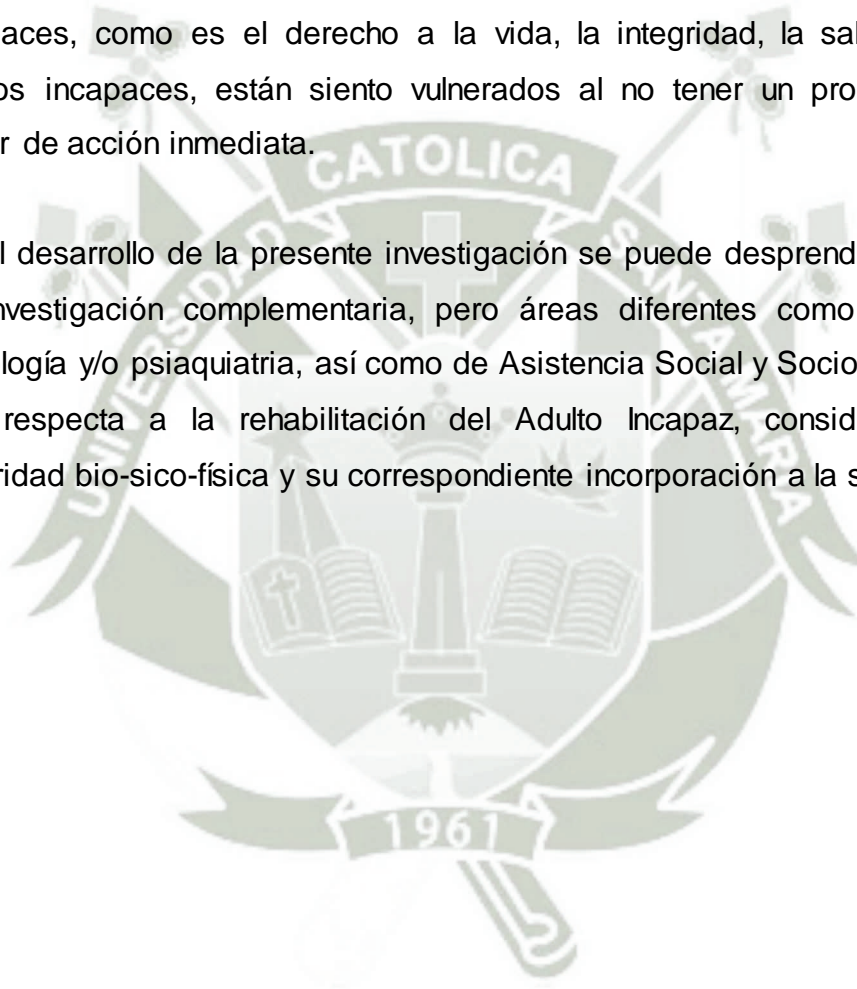 aces, como es el derecho a la vida, la integridad, la sal
os incapaces, están siento vulnerados al no tener un pro
r de acción inmediata.
l desarrollo de la presente investigación se puede desprend
nvestigación complementaria, pero áreas diferentes como
logía y/o psiaquiatria, así como de Asistencia Social y Socio
respecta a la rehabilitación del Adulto Incapaz, consid
ridad bio-sico-física y su correspondiente incorporación a la s
UNIVERSIDAD CATOLICA SANTA MARIA
1961